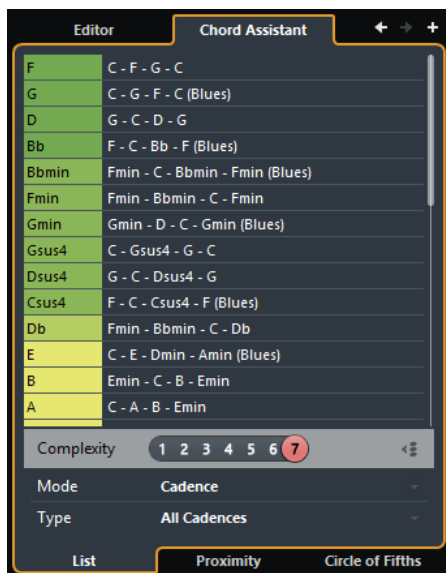 Editor Chord Assistant
F C - F - G - C
G C - G - F - C (Blues)
D G - C - D - G
Bb F - C - Bb - F (Blues)
Bbmin Fmin - C - Bbmin - Fmin (Blues)
Fmin Fmin - Bbmin - C - Fmin
Gmin Gmin - D - C - Gmin (Blues)
Gsus4 C - Gsus4 - G - C
Dsus4 G - C - Dsus4 - G
Csus4 F - C - Csus4 - F (Blues)
Db Fmin - Bbmin - C - Db
E C - E - Dmin - Amin (Blues)
B Emin - C - B - Emin
A C - A - B - Emin
Complexity 1 2 3 4 5 6 7
Mode Cadence
Type All Cadences
List Proximity Circle of Fifths